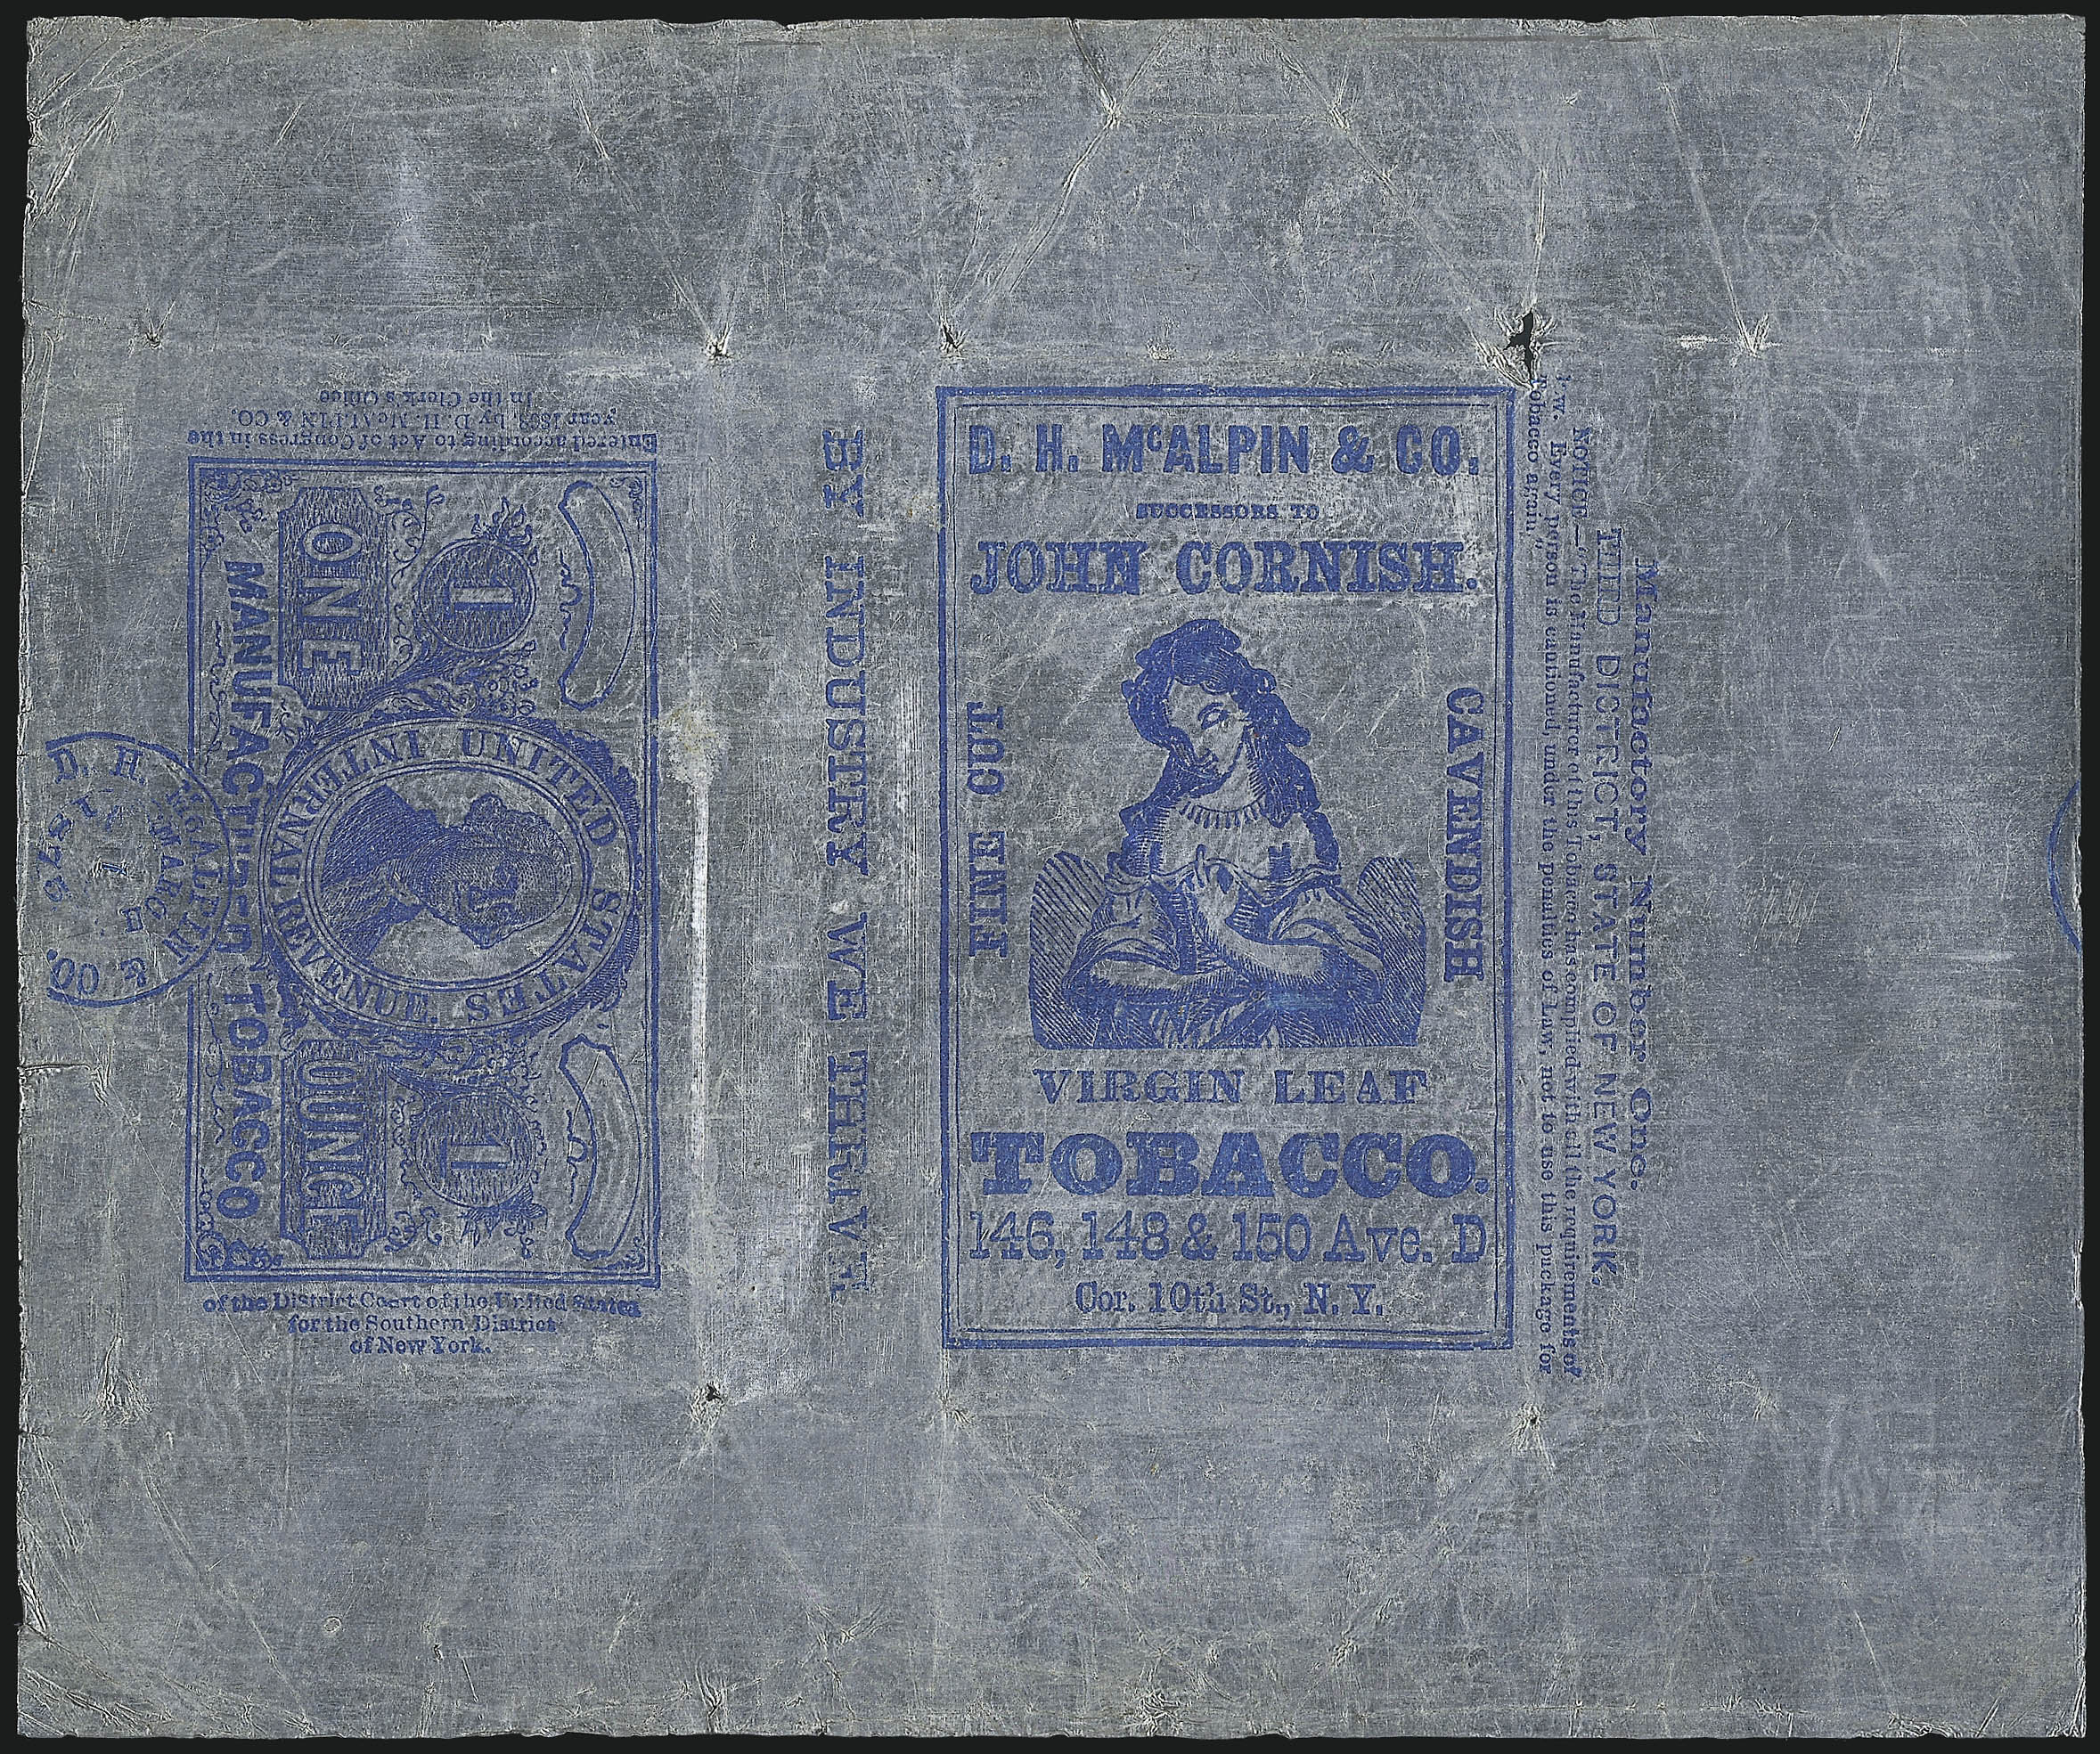 D. H. McALPIN & CO.
SUCCESSORS TO
JOHN CORNISH.
FINE CUT
CAVENDISH
VIRGIN LEAF
TOBACCO.
146, 148 & 150 Ave. D
Cor. 10th St., N. Y.
BY INDUSTRY WE THRIVE
Manufactory Number One.
THIRD DISTRICT, STATE OF NEW YORK.
NOTICE.—"The Manufacturer of this Tobacco has complied with all the requirements of
Law. Every person is cautioned, under the penalties of Law, not to use this package for
Tobacco again."
Entered according to Act of Congress in the
year 1868, by D. H. McALPIN & CO.
in the Clerk's Office
ONE
1
UNITED STATES
INTERNAL REVENUE.
1
OUNCE
MANUFACTURED TOBACCO
of the District Court of the United States
for the Southern District
of New York.
D. H. McALPIN & CO.
MARCH
1876